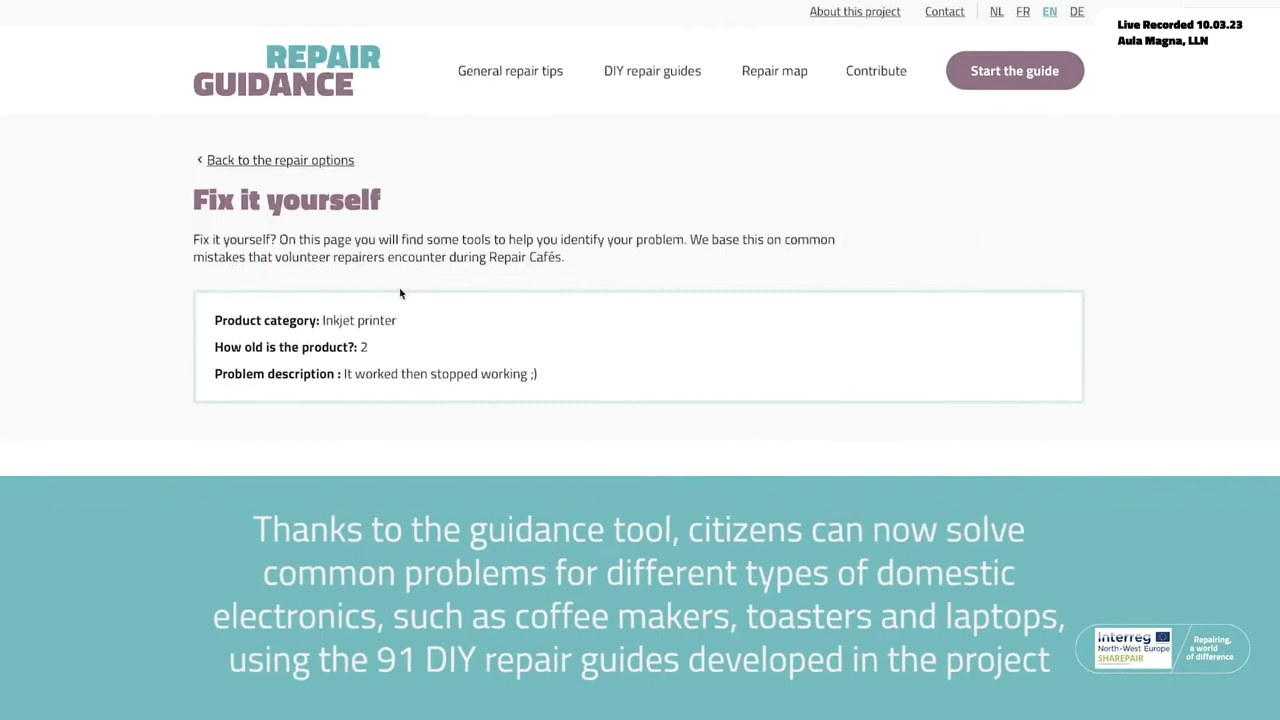 About this project Contact NL FR EN DE
Live Recorded 10.03.23
Aula Magna, LLN
REPAIR
GUIDANCE
General repair tips DIY repair guides Repair map Contribute Start the guide
‹ Back to the repair options
Fix it yourself
Fix it yourself? On this page you will find some tools to help you identify your problem. We base this on common
mistakes that volunteer repairers encounter during Repair Cafés.
Product category: Inkjet printer
How old is the product?: 2
Problem description : It worked then stopped working ;)
Thanks to the guidance tool, citizens can now solve
common problems for different types of domestic
electronics, such as coffee makers, toasters and laptops,
using the 91 DIY repair guides developed in the project
Interreg
North-West Europe
SHAREPAIR
Repairing,
a world
of difference